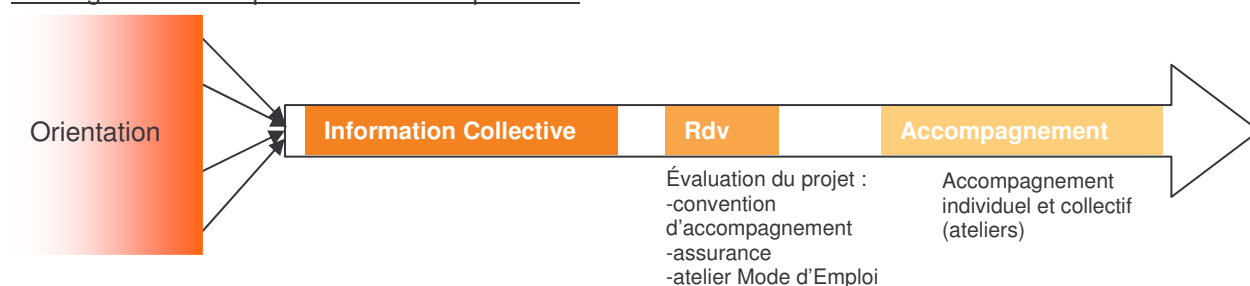 Orientation
Information Collective
Rdv
Accompagnement
Évaluation du projet :
-convention
d'accompagnement
-assurance
-atelier Mode d'Emploi
Accompagnement
individuel et collectif
(ateliers)